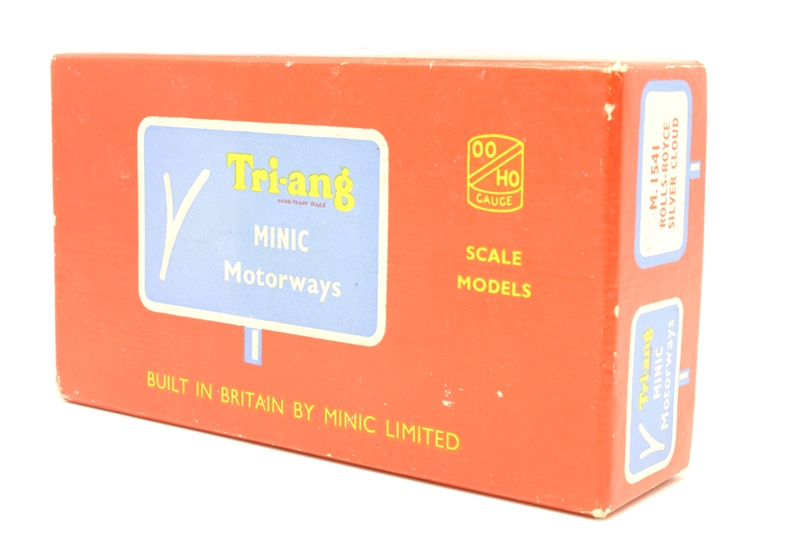 Tri-ang
MINIC
Motorways
OO
HO
GAUGE
SCALE
MODELS
BUILT IN BRITAIN BY MINIC LIMITED
M. 1541
ROLLS-ROYCE
SILVER CLOUD
Tri-ang
MINIC
Motorways